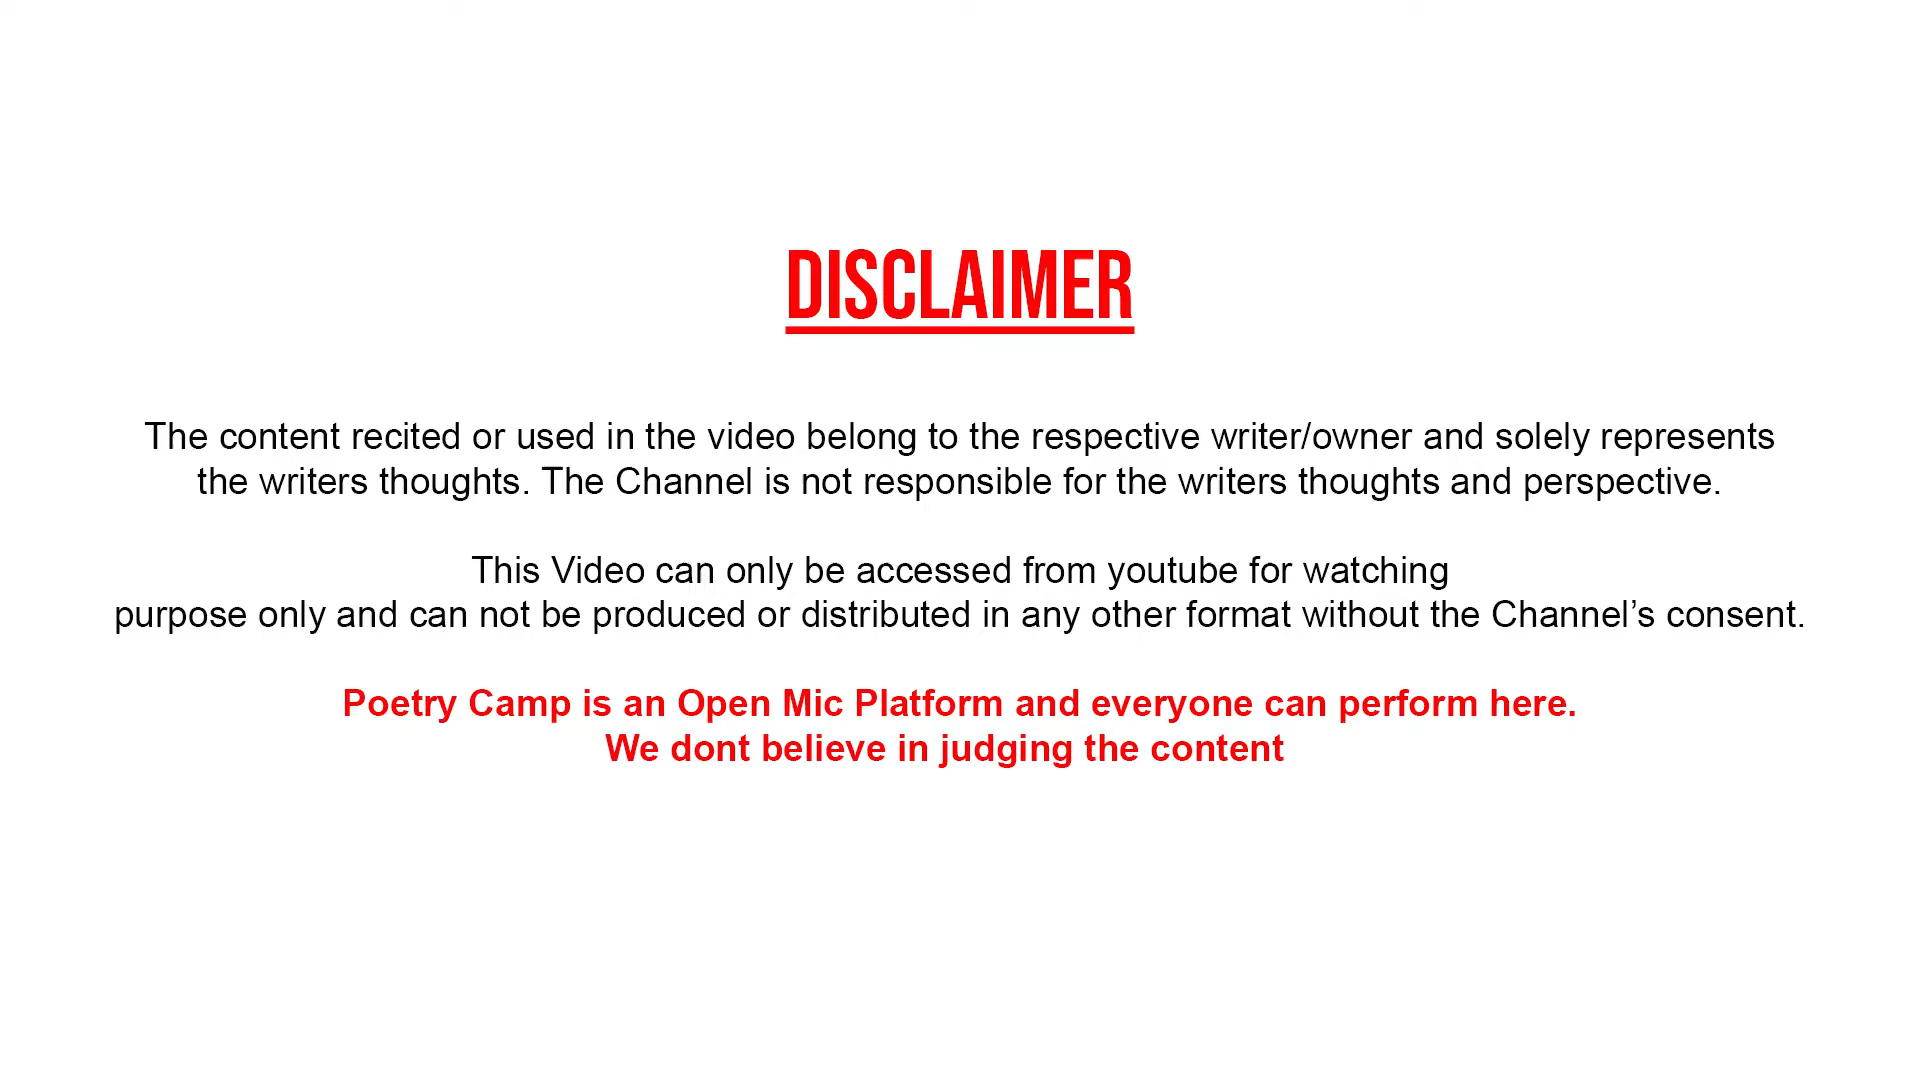 DISCLAIMER
The content recited or used in the video belong to the respective writer/owner and solely represents
the writers thoughts. The Channel is not responsible for the writers thoughts and perspective.
This Video can only be accessed from youtube for watching
purpose only and can not be produced or distributed in any other format without the Channel’s consent.
Poetry Camp is an Open Mic Platform and everyone can perform here.
We dont believe in judging the content